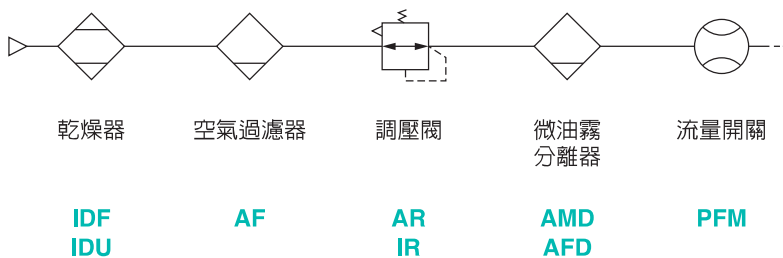 乾燥器
空氣過濾器
調壓閥
微油霧
分離器
流量開關
IDF
IDU
AF
AR
IR
AMD
AFD
PFM